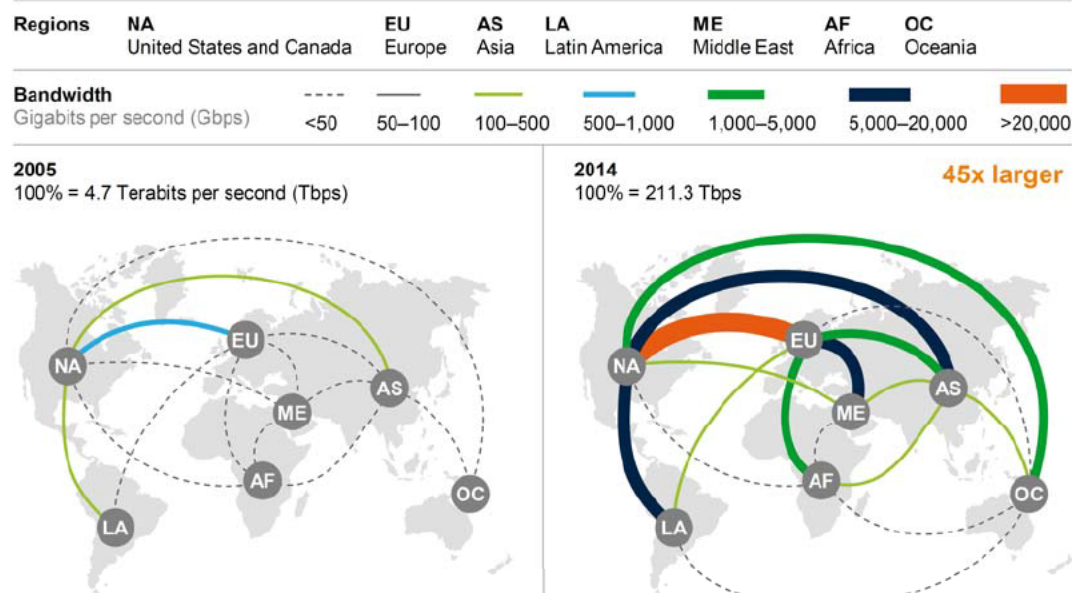 Regions NA EU AS LA ME AF OC
United States and Canada Europe Asia Latin America Middle East Africa Oceania
Bandwidth
Gigabits per second (Gbps)
<50 50–100 100–500 500–1,000 1,000–5,000 5,000–20,000 >20,000
2005
100% = 4.7 Terabits per second (Tbps)
NA
EU
AS
ME
AF
OC
LA
2014
100% = 211.3 Tbps
45x larger
NA
EU
AS
ME
AF
OC
LA